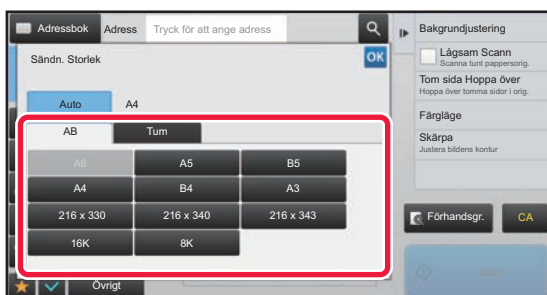 Adressbok Adress Tryck för att ange adress
Sändn. Storlek OK
Auto A4
AB Tum
A6 A5 B5
A4 B4 A3
216 x 330 216 x 340 216 x 343
16K 8K
Övrigt
Bakgrundjustering
Lågsam Scann
Scanna tunt pappersorig.
Tom sida Hoppa över
Hoppa över tomma sidor i orig.
Färgläge
Skärpa
Justera bildens kontur
Förhandsgr. CA
Start